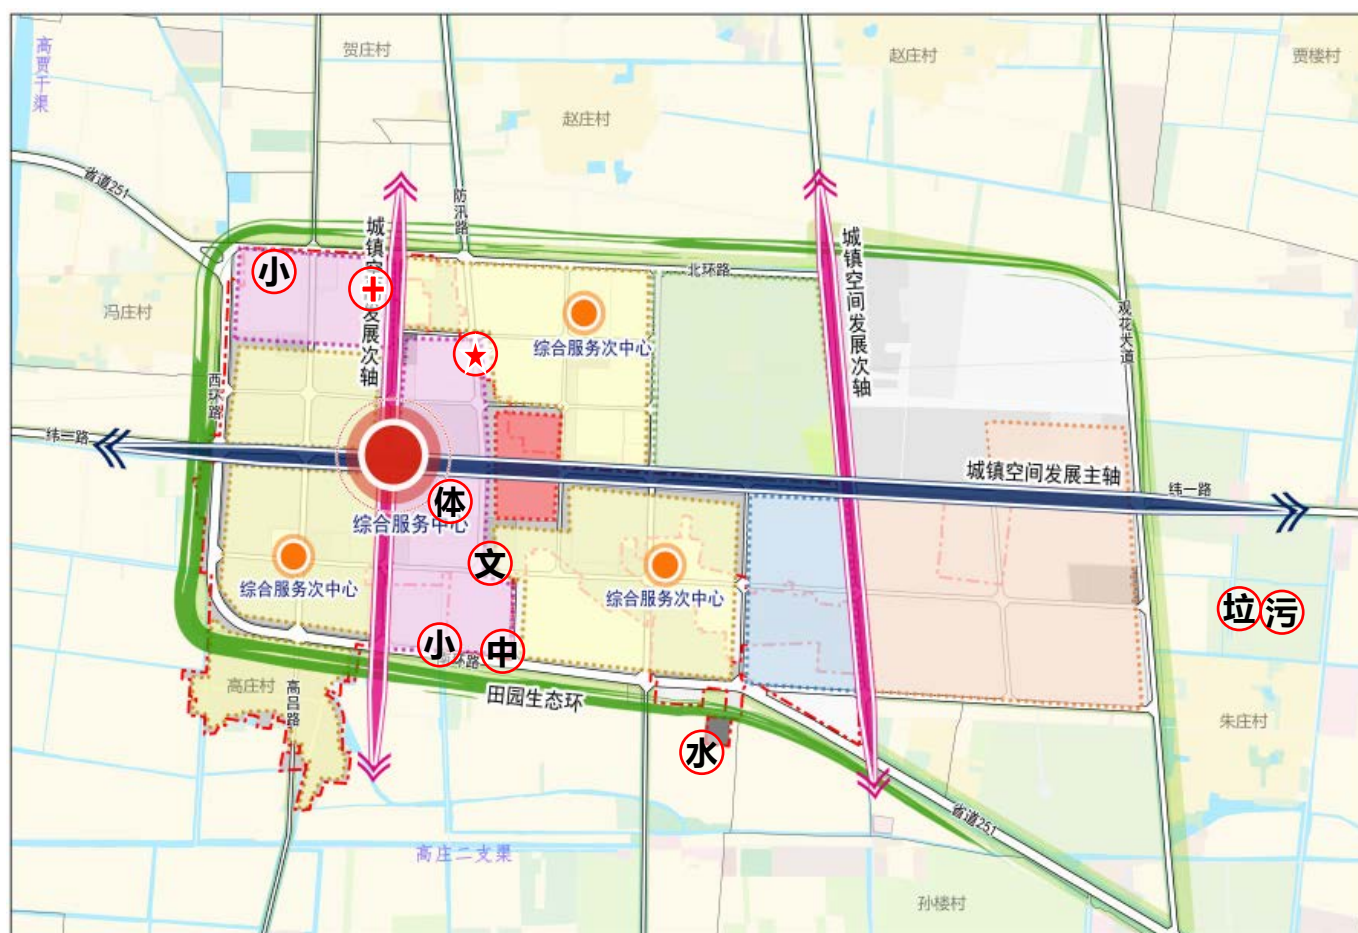 高贾干渠
贺庄村
赵庄村
贾楼村
赵庄村
省道251
防汛路
城镇空
发展次轴
城镇空间发展次轴
北环路
小
冯庄村
观花大道
综合服务次中心
西环路
纬一路
城镇空间发展主轴
纬一路
体
综合服务中心
文
综合服务次中心
综合服务次中心
垃
污
小
中
环路
高庄村
高吕路
田园生态环
朱庄村
水
省道251
高庄二支渠
孙楼村